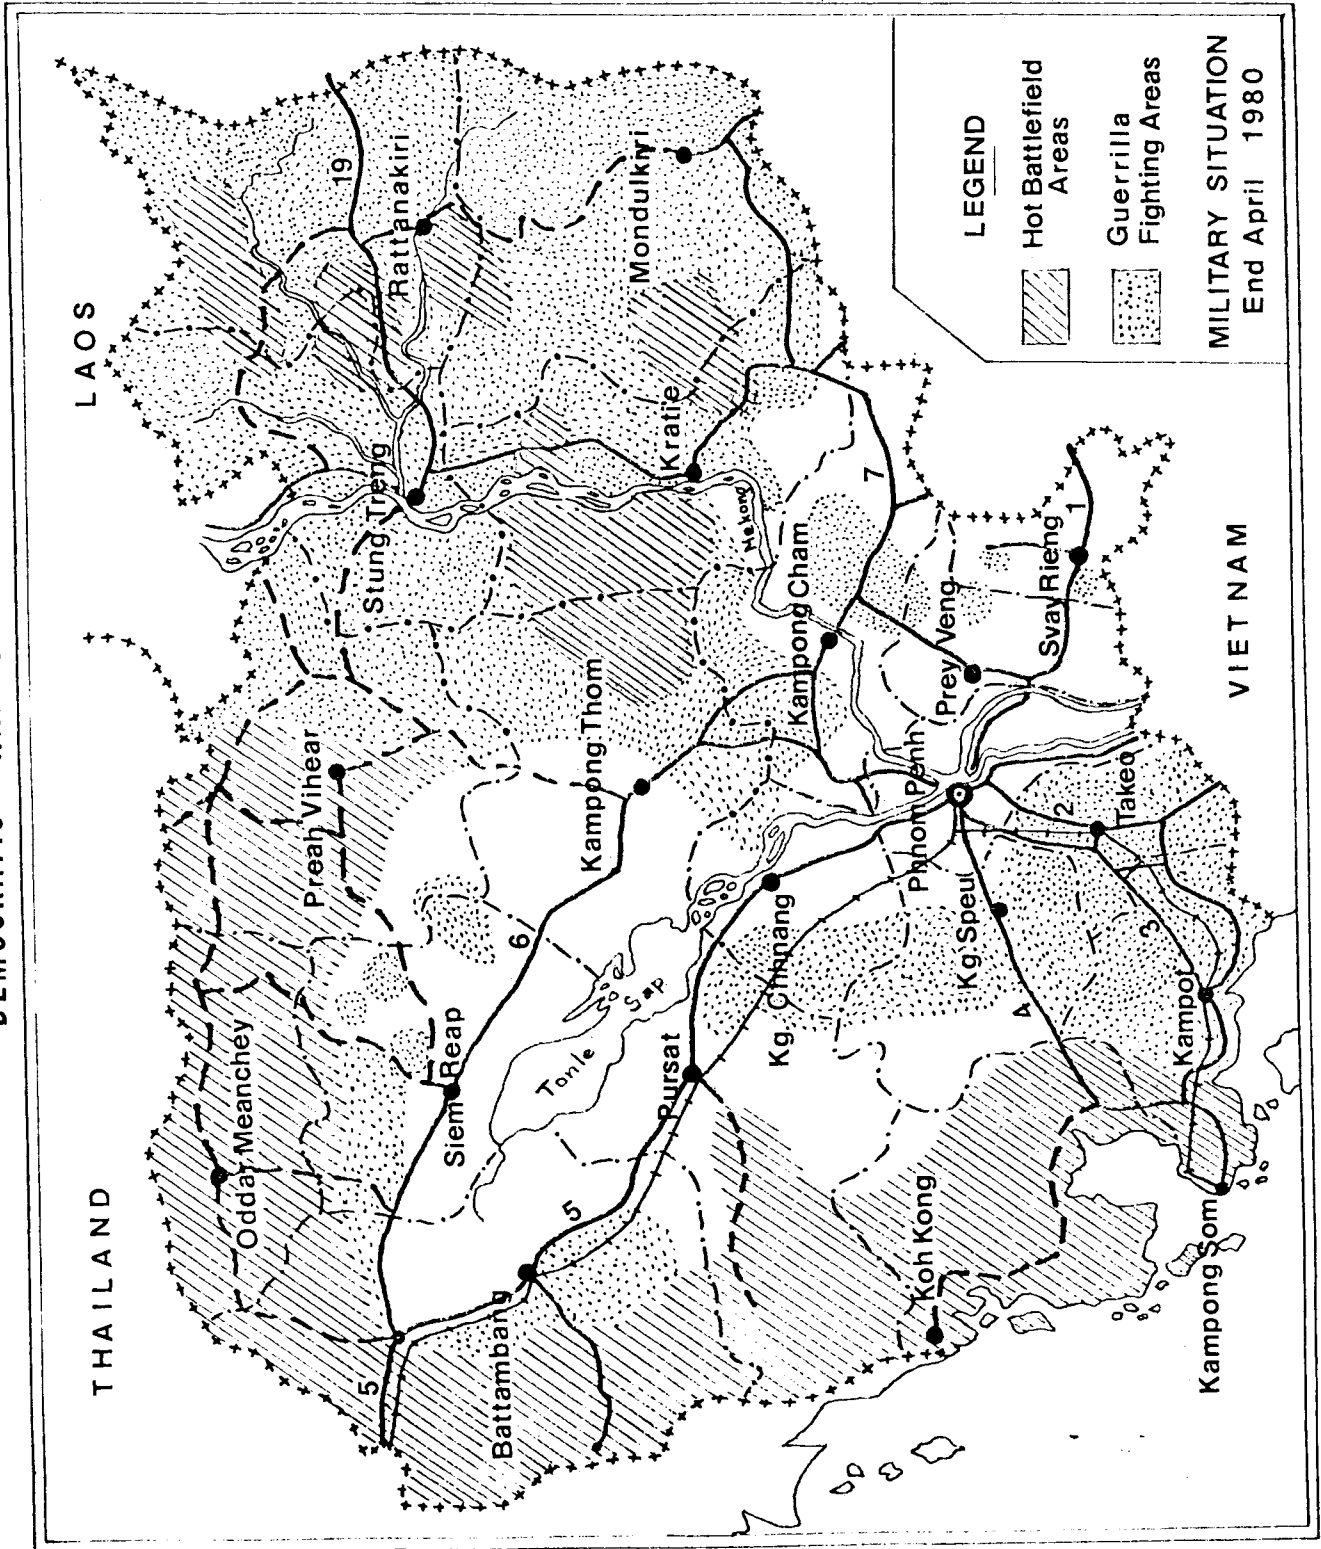 THAILAND
LAOS
VIETNAM
Oddar Meanchey
Preah Vihear
Stung Treng
Rattanakiri
19
5
Siem Reap
6
Battambang
5
Tonle Sap
Kampong Thom
Kratie
Mondulkiri
Pursat
Mekong
Kg. Chhnang
Kampong Cham
7
Koh Kong
Kg Speu
Phnom Penh
Prey Veng
4
2
Svay Rieng
1
Takeo
3
Kampot
Kampong Som
LEGEND
Hot Battlefield
Areas
Guerrilla
Fighting Areas
MILITARY SITUATION
End April 1980